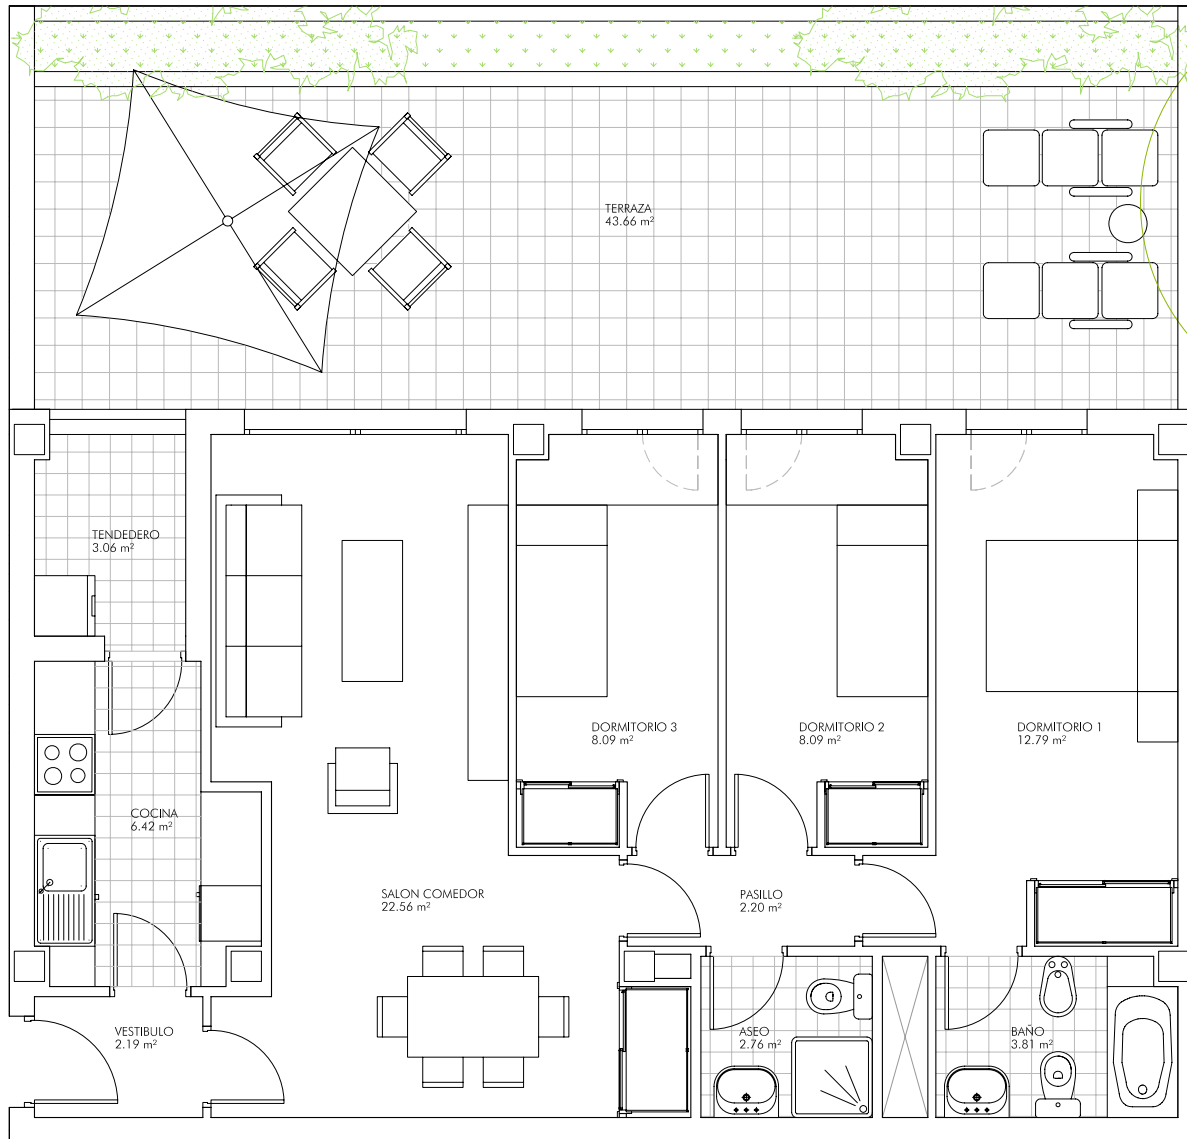 TERRAZA
43.66 m²
TENDEDERO
3.06 m²
DORMITORIO 3
8.09 m²
DORMITORIO 2
8.09 m²
DORMITORIO 1
12.79 m²
COCINA
6.42 m²
SALON COMEDOR
22.56 m²
PASILLO
2.20 m²
VESTIBULO
2.19 m²
ASEO
2.76 m²
BAÑO
3.81 m²